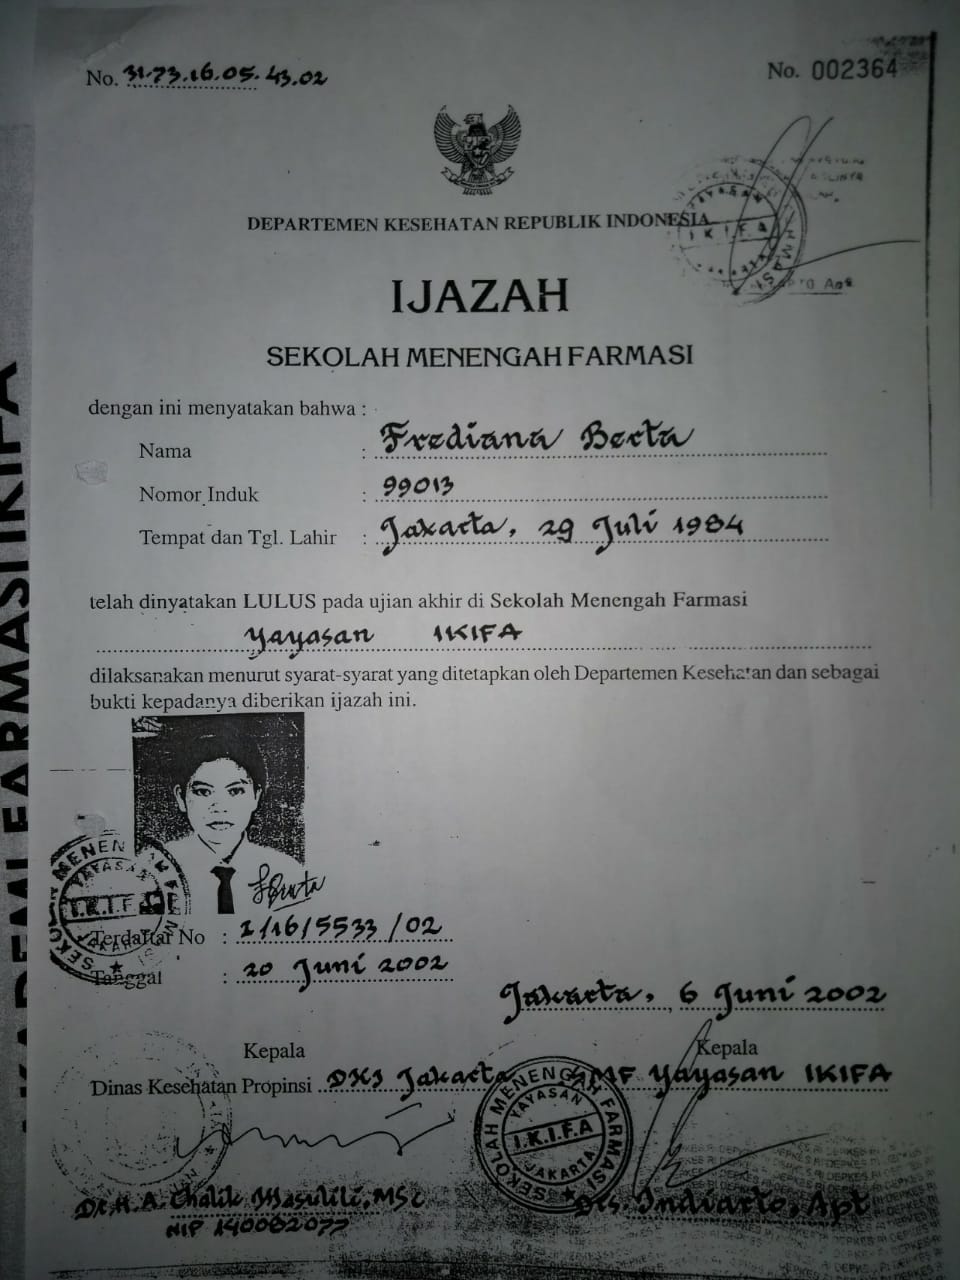 No. 31.73.16.05.43.02
No. 002364
DEPARTEMEN KESEHATAN REPUBLIK INDONESIA
YAYASAN
I K I F A
IJAZAH
SEKOLAH MENENGAH FARMASI
dengan ini menyatakan bahwa :
Nama : Frediana Berta
Nomor Induk : 99013
Tempat dan Tgl. Lahir : Jakarta, 29 Juli 1984
telah dinyatakan LULUS pada ujian akhir di Sekolah Menengah Farmasi
Yayasan IKIFA
dilaksanakan menurut syarat-syarat yang ditetapkan oleh Departemen Kesehatan dan sebagai
bukti kepadanya diberikan ijazah ini.
YAYASAN
I.K.I.F.A
JAKARTA
Terdaftar No : 2/16/5533/02
Tanggal : 20 Juni 2002
Jakarta, 6 Juni 2002
Kepala
Dinas Kesehatan Propinsi DKI Jakarta
Kepala
SMF Yayasan IKIFA
SEKOLAH MENENGAH FARMASI
YAYASAN
I.K.I.F.A
JAKARTA
Dr. H. A. Chalik Masulili, MSc
NIP 140082077
Drs. Indiarto, Apt
AKADEMI FARMASI IKIFA